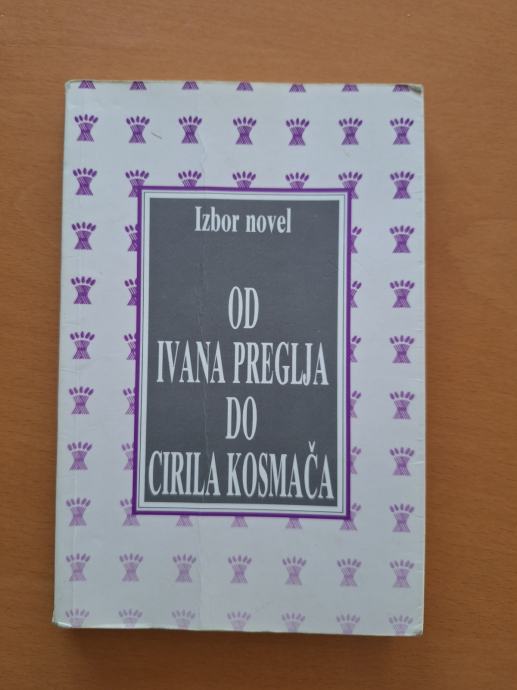 Izbor novel
OD
IVANA PREGLJA
DO
CIRILA KOSMAČA